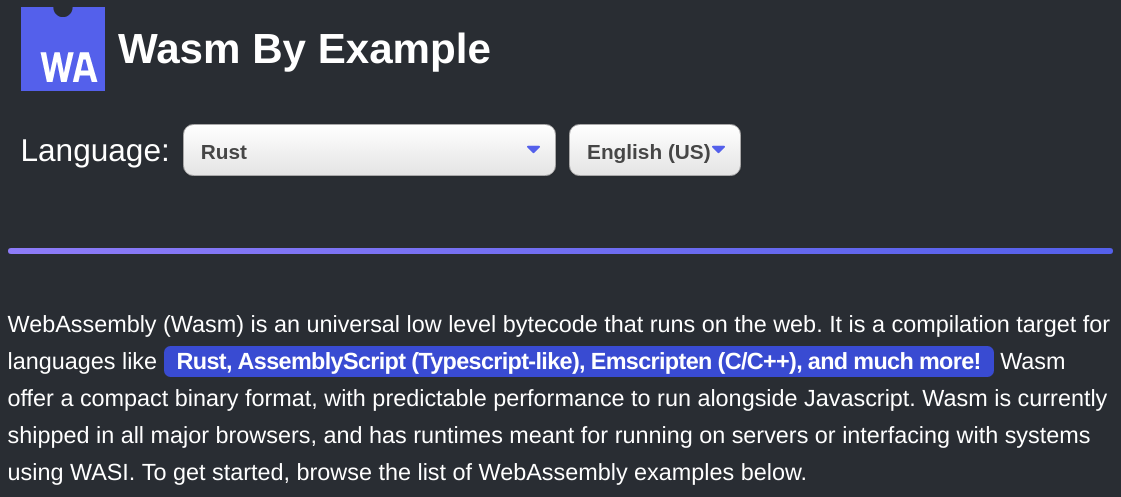 WA
Wasm By Example
Language:
Rust
English (US)
WebAssembly (Wasm) is an universal low level bytecode that runs on the web. It is a compilation target for
languages like Rust, AssemblyScript (Typescript-like), Emscripten (C/C++), and much more! Wasm
offer a compact binary format, with predictable performance to run alongside Javascript. Wasm is currently
shipped in all major browsers, and has runtimes meant for running on servers or interfacing with systems
using WASI. To get started, browse the list of WebAssembly examples below.